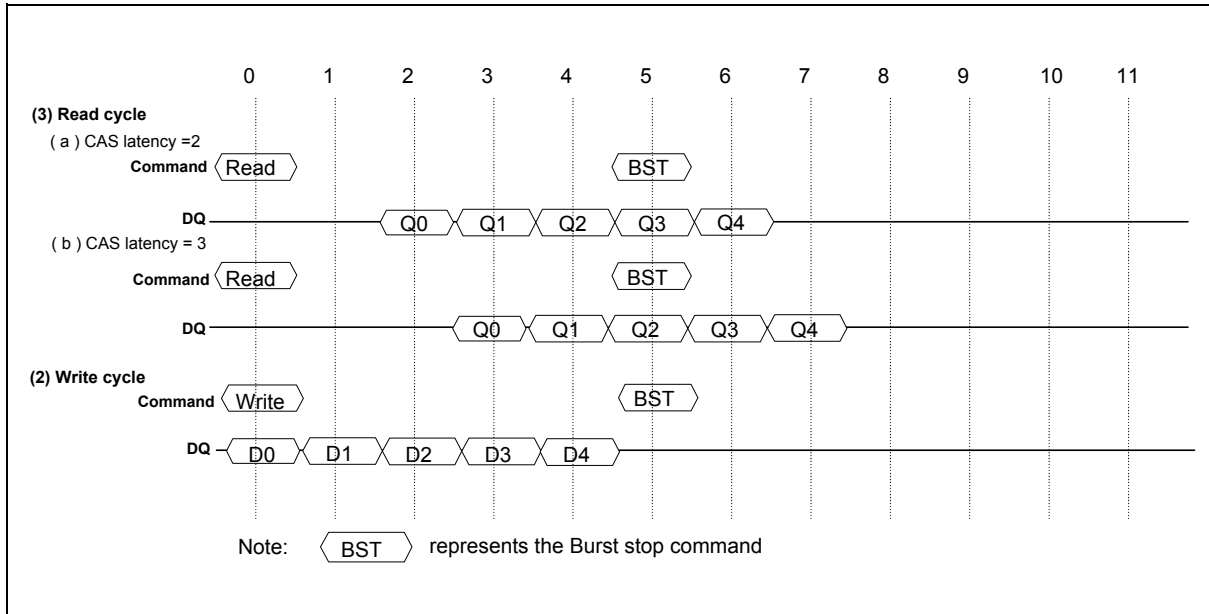 0 1 2 3 4 5 6 7 8 9 10 11
(3) Read cycle
( a ) CAS latency =2
Command Read BST
DQ Q0 Q1 Q2 Q3 Q4
( b ) CAS latency = 3
Command Read BST
DQ Q0 Q1 Q2 Q3 Q4
(2) Write cycle
Command Write BST
DQ D0 D1 D2 D3 D4
Note: BST represents the Burst stop command